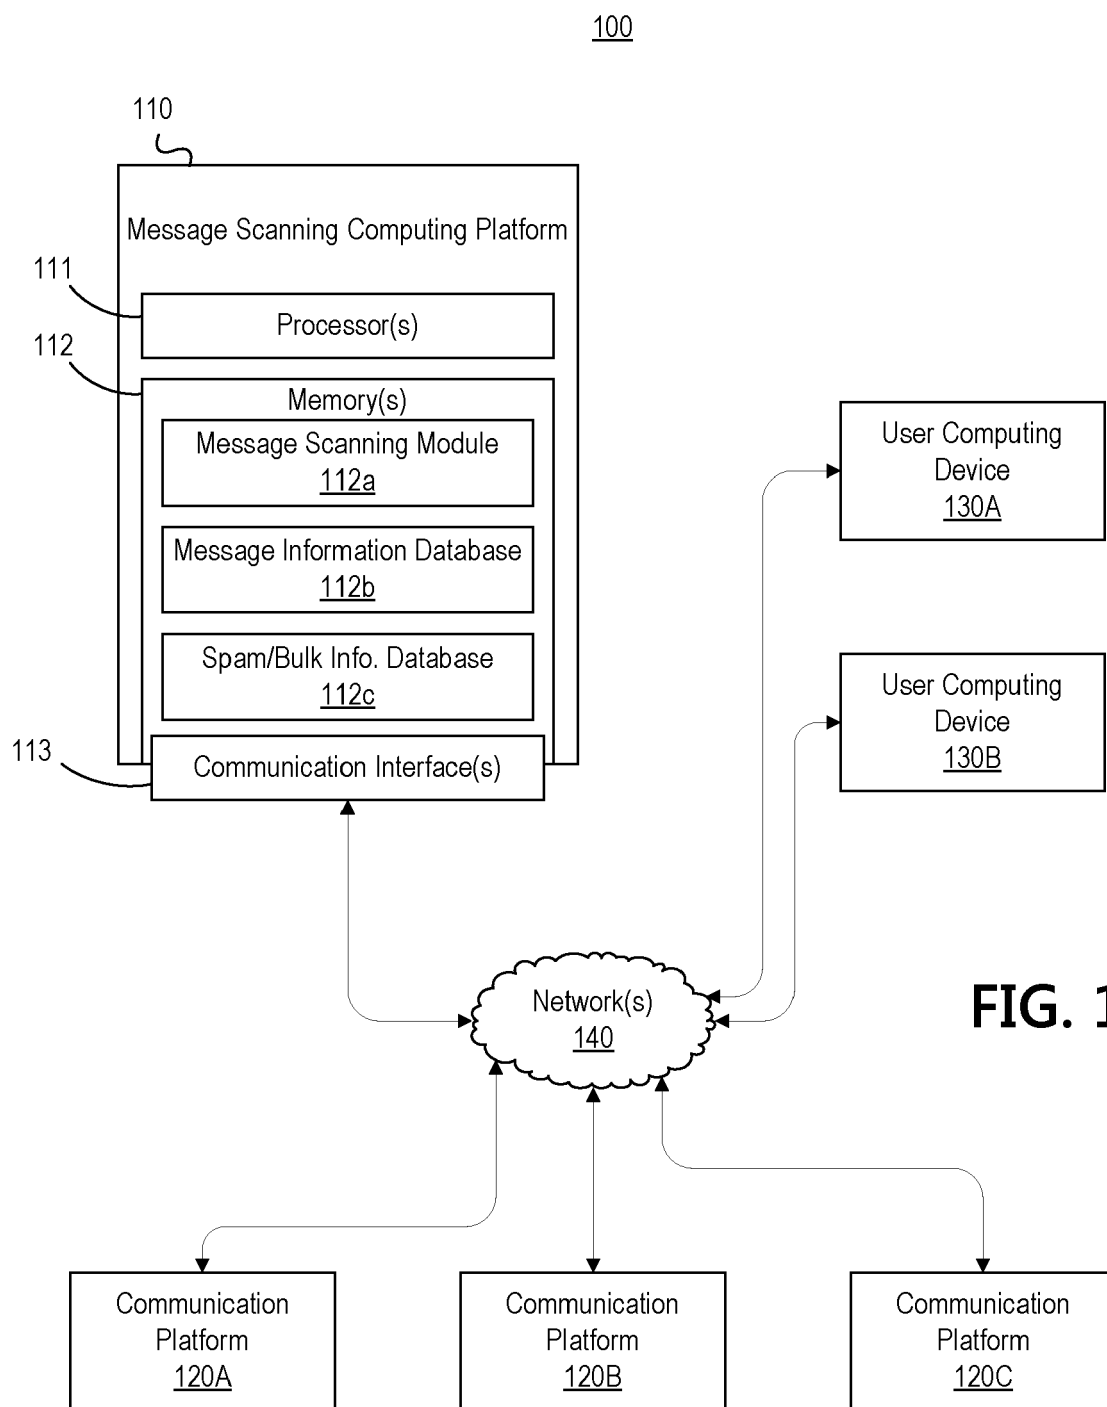 100
110
Message Scanning Computing Platform
111
Processor(s)
112
Memory(s)
Message Scanning Module
112a
Message Information Database
112b
Spam/Bulk Info. Database
112c
113
Communication Interface(s)
User Computing
Device
130A
User Computing
Device
130B
Network(s)
140
FIG. 1
Communication
Platform
120A
Communication
Platform
120B
Communication
Platform
120C